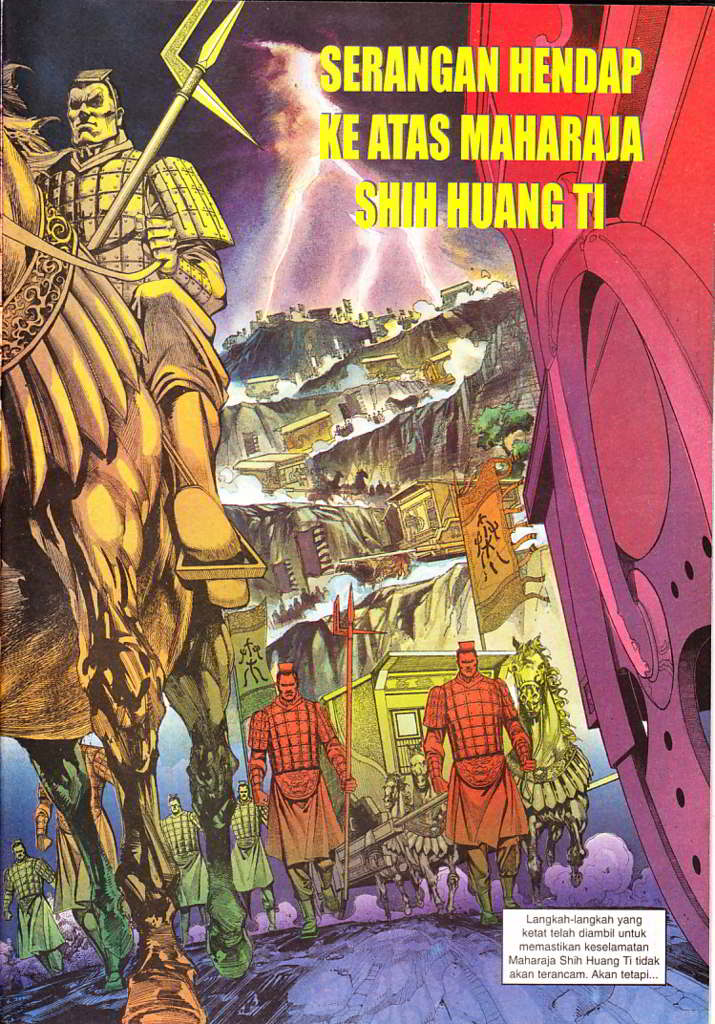 SERANGAN HENDAP
KE ATAS MAHARAJA
SHIH HUANG TI
Langkah-langkah yang
ketat telah diambil untuk
memastikan keselamatan
Maharaja Shih Huang Ti tidak
akan terancam. Akan tetapi...